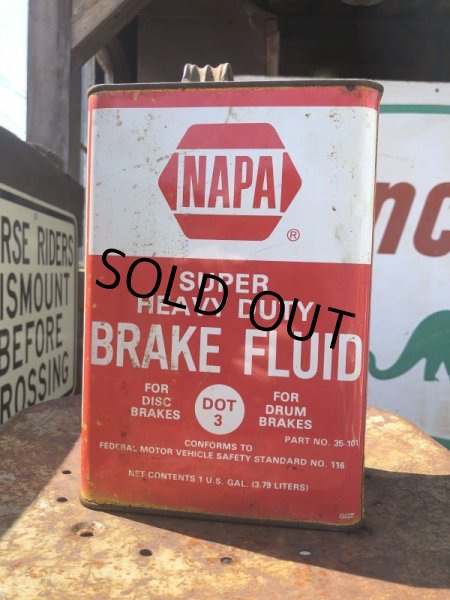 NAPA
®
SUPER
HEAVY DUTY
SOLD OUT
BRAKE FLUID
FOR
DISC
BRAKES
DOT
3
FOR
DRUM
BRAKES
PART NO. 35-101
CONFORMS TO
FEDERAL MOTOR VEHICLE SAFETY STANDARD NO. 116
NET CONTENTS 1 U.S. GAL. (3.79 LITERS)
RSE RIDERS
ISMOUNT
BEFORE
ROSSING
nc